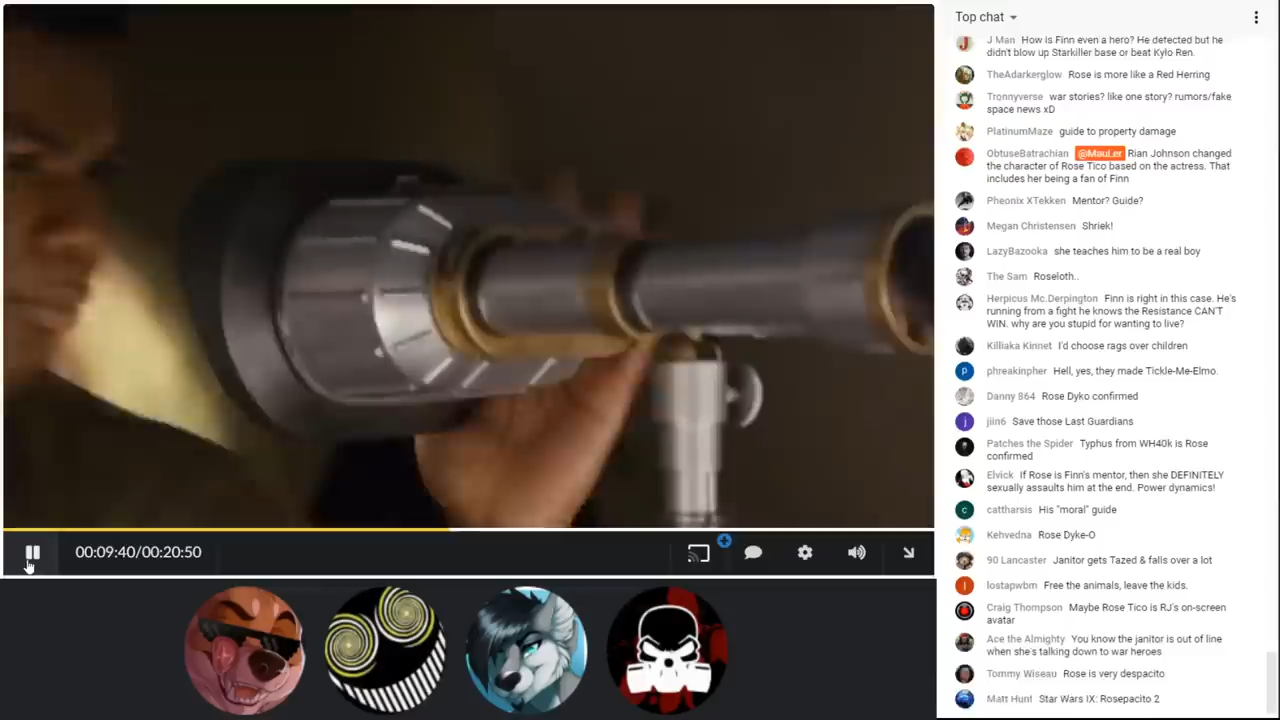 Top chat
J Man How is Finn even a hero? He defected but he
didn't blow up Starkiller base or beat Kylo Ren.
TheAdarkerglow Rose is more like a Red Herring
Tronnyverse war stories? like one story? rumors/fake
space news xD
PlatinumMaze guide to property damage
ObtuseBatrachian @MauLer Rian Johnson changed
the character of Rose Tico based on the actress. That
includes her being a fan of Finn
Pheonix XTekken Mentor? Guide?
Megan Christensen Shriek!
LazyBazooka she teaches him to be a real boy
The Sam Roseloth..
Herpicus Mc.Derpington Finn is right in this case. He's
running from a fight he knows the Resistance CAN'T
WIN. why are you stupid for wanting to live?
Killiaka Kinnet I'd choose rags over children
p phreakinpher Hell, yes, they made Tickle-Me-Elmo.
Danny 864 Rose Dyko confirmed
j jiin6 Save those Last Guardians
Patches the Spider Typhus from WH40k is Rose
confirmed
Elvick If Rose is Finn's mentor, then she DEFINITELY
sexually assaults him at the end. Power dynamics!
c cattharsis His "moral" guide
Kehvedna Rose Dyke-O
90 Lancaster Janitor gets Tazed & falls over a lot
l lostapwbm Free the animals, leave the kids.
Craig Thompson Maybe Rose Tico is RJ's on-screen
avatar
Ace the Almighty You know the janitor is out of line
when she's talking down to war heroes
Tommy Wiseau Rose is very despacito
Matt Hunt Star Wars IX: Rosepacito 2
00:09:40/00:20:50